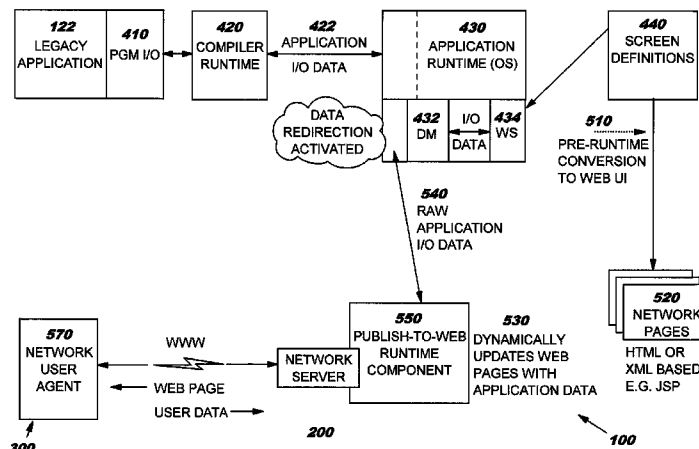 122
LEGACY
APPLICATION
410
PGM I/O
420
COMPILER
RUNTIME
422
APPLICATION
I/O DATA
430
APPLICATION
RUNTIME (OS)
440
SCREEN
DEFINITIONS
DATA
REDIRECTION
ACTIVATED
432
DM
I/O
DATA
434
WS
510
PRE-RUNTIME
CONVERSION
TO WEB UI
540
RAW
APPLICATION
I/O DATA
520
NETWORK
PAGES
HTML OR
XML BASED
E.G. JSP
570
NETWORK
USER
AGENT
WWW
WEB PAGE
USER DATA
NETWORK
SERVER
550
PUBLISH-TO-WEB
RUNTIME
COMPONENT
530
DYNAMICALLY
UPDATES WEB
PAGES WITH
APPLICATION DATA
300
200
100